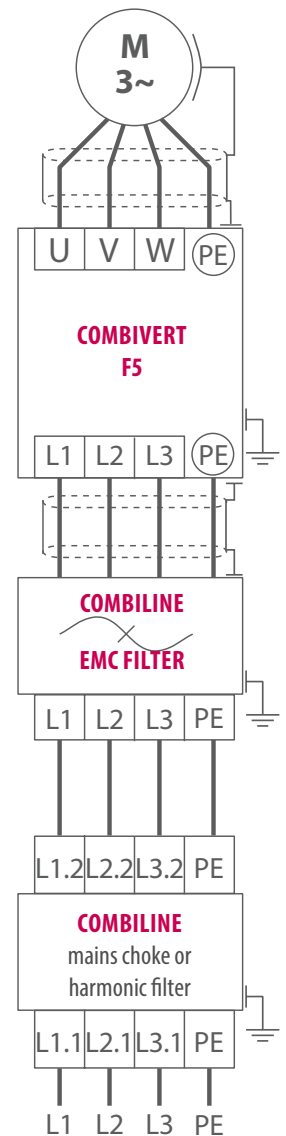 M
3~
U V W PE
COMBIVERT
F5
L1 L2 L3 PE
COMBILINE
EMC FILTER
L1 L2 L3 PE
L1.2 L2.2 L3.2 PE
COMBILINE
mains choke or
harmonic filter
L1.1 L2.1 L3.1 PE
L1 L2 L3 PE